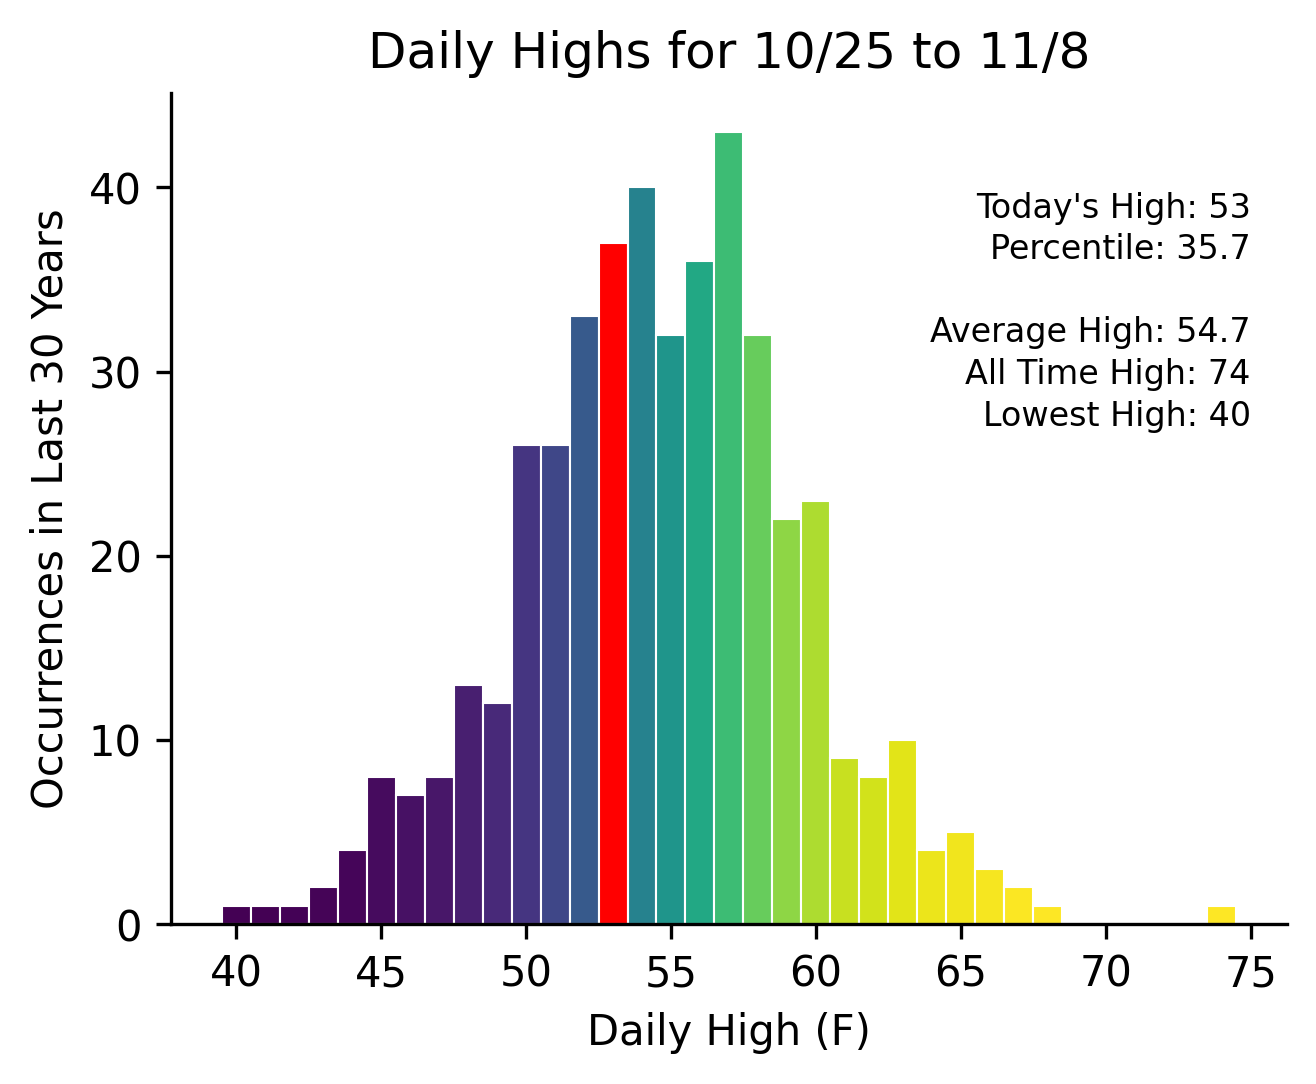 Daily Highs for 10/25 to 11/8
Occurrences in Last 30 Years
40
30
20
10
0
Today's High: 53
Percentile: 35.7
Average High: 54.7
All Time High: 74
Lowest High: 40
40 45 50 55 60 65 70 75
Daily High (F)